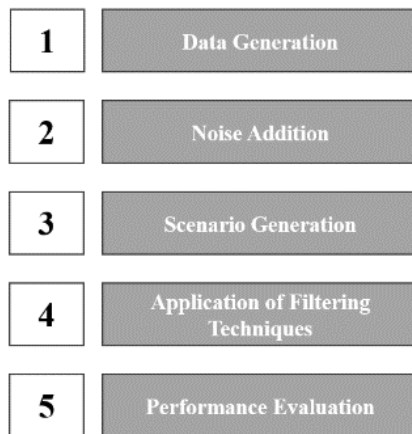 1 Data Generation
2 Noise Addition
3 Scenario Generation
4 Application of Filtering
Techniques
5 Performance Evaluation